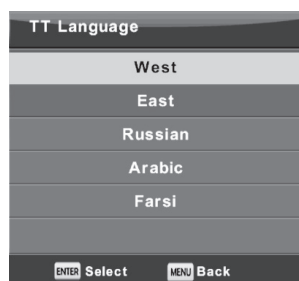 TT Language
West
East
Russian
Arabic
Farsi
ENTER Select MENU Back